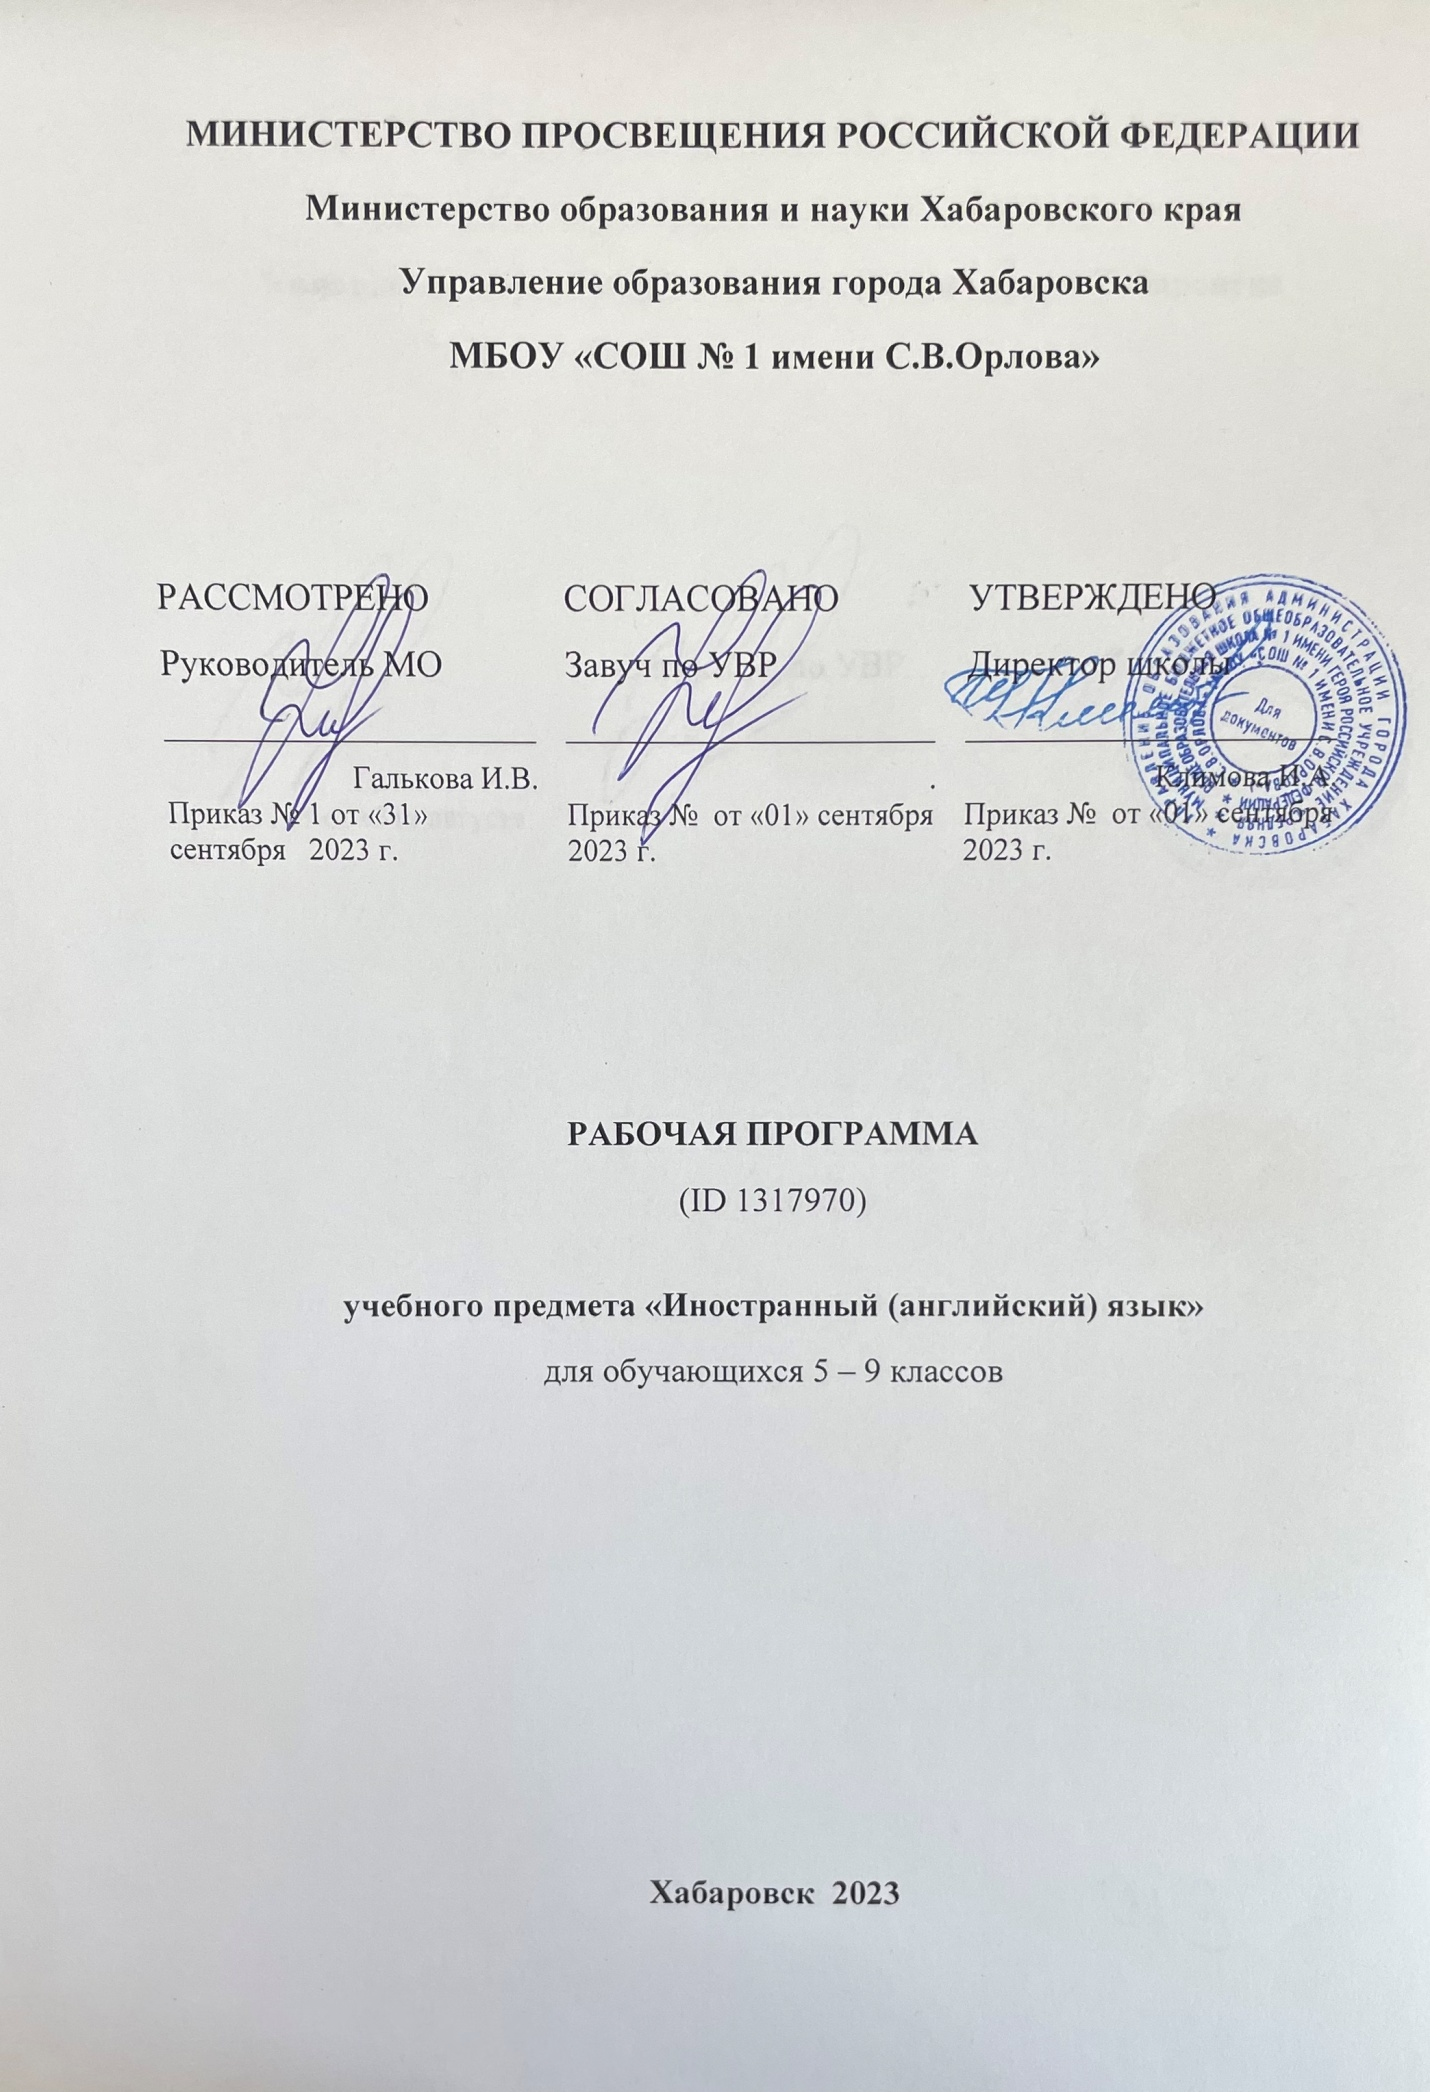 МИНИСТЕРСТВО ПРОСВЕЩЕНИЯ РОССИЙСКОЙ ФЕДЕРАЦИИ
Министерство образования и науки Хабаровского края
Управление образования города Хабаровска
МБОУ «СОШ № 1 имени С.В.Орлова»
РАССМОТРЕНО
Руководитель МО
Галькова И.В.
Приказ № 1 от «31»
сентября 2023 г.
СОГЛАСОВАНО
Завуч по УВР
.
Приказ № от «01» сентября
2023 г.
УТВЕРЖДЕНО
Директор школы
Климова И.А
Приказ № от «01» сентября
2023 г.
Для
документов
РАБОЧАЯ ПРОГРАММА
(ID 1317970)
учебного предмета «Иностранный (английский) язык»
для обучающихся 5 – 9 классов
Хабаровск 2023